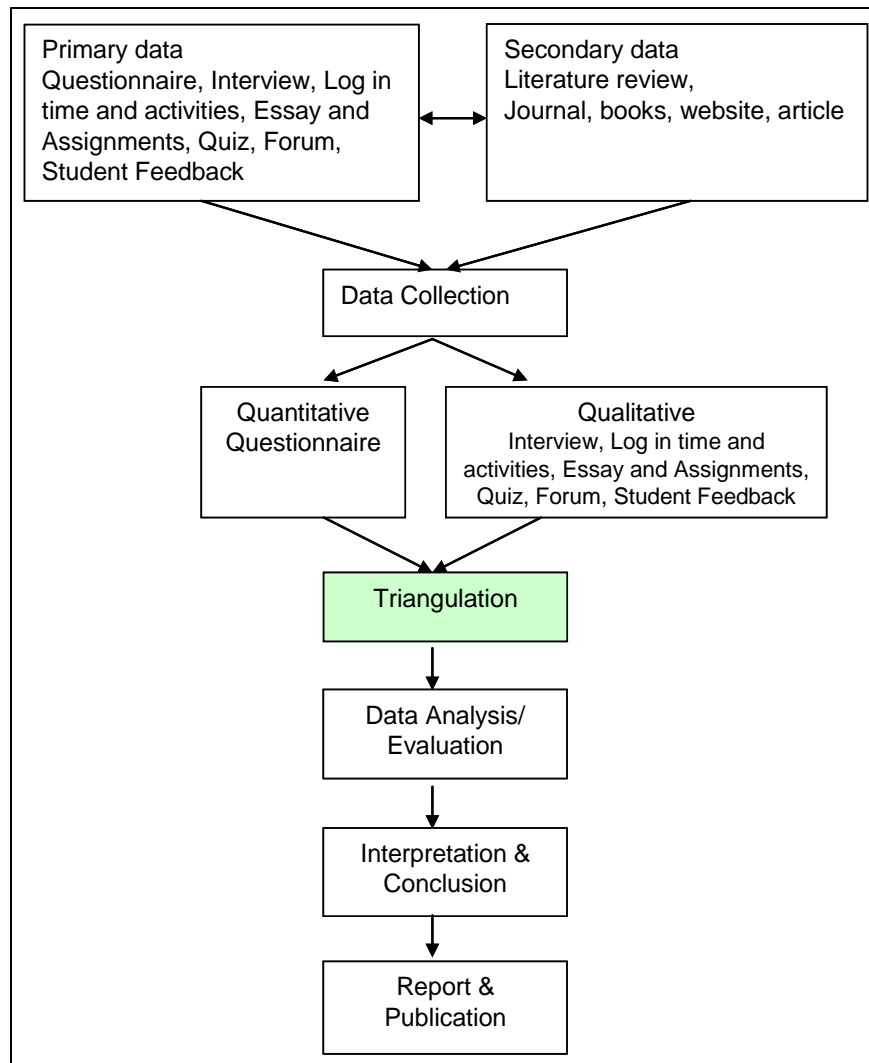 Primary data
Questionnaire, Interview, Log in
time and activities, Essay and
Assignments, Quiz, Forum,
Student Feedback
Secondary data
Literature review,
Journal, books, website, article
Data Collection
Quantitative
Questionnaire
Qualitative
Interview, Log in time and
activities, Essay and Assignments,
Quiz, Forum, Student Feedback
Triangulation
Data Analysis/
Evaluation
Interpretation &
Conclusion
Report &
Publication